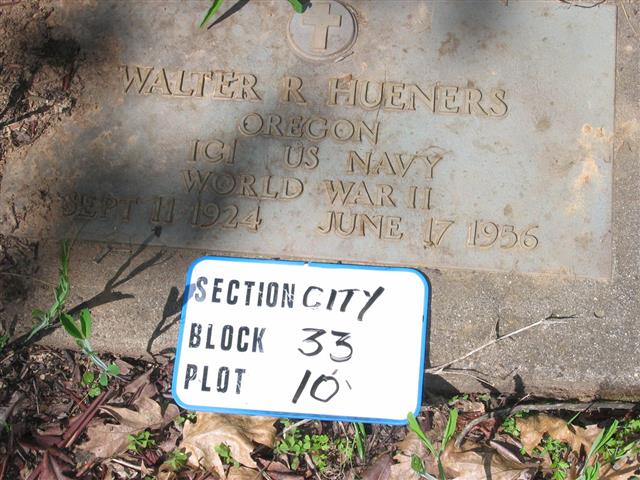 WALTER R HUENERS
OREGON
IC1 US NAVY
WORLD WAR II
SEPT 11 1924 JUNE 17 1956
SECTION CITY
BLOCK 33
PLOT 10